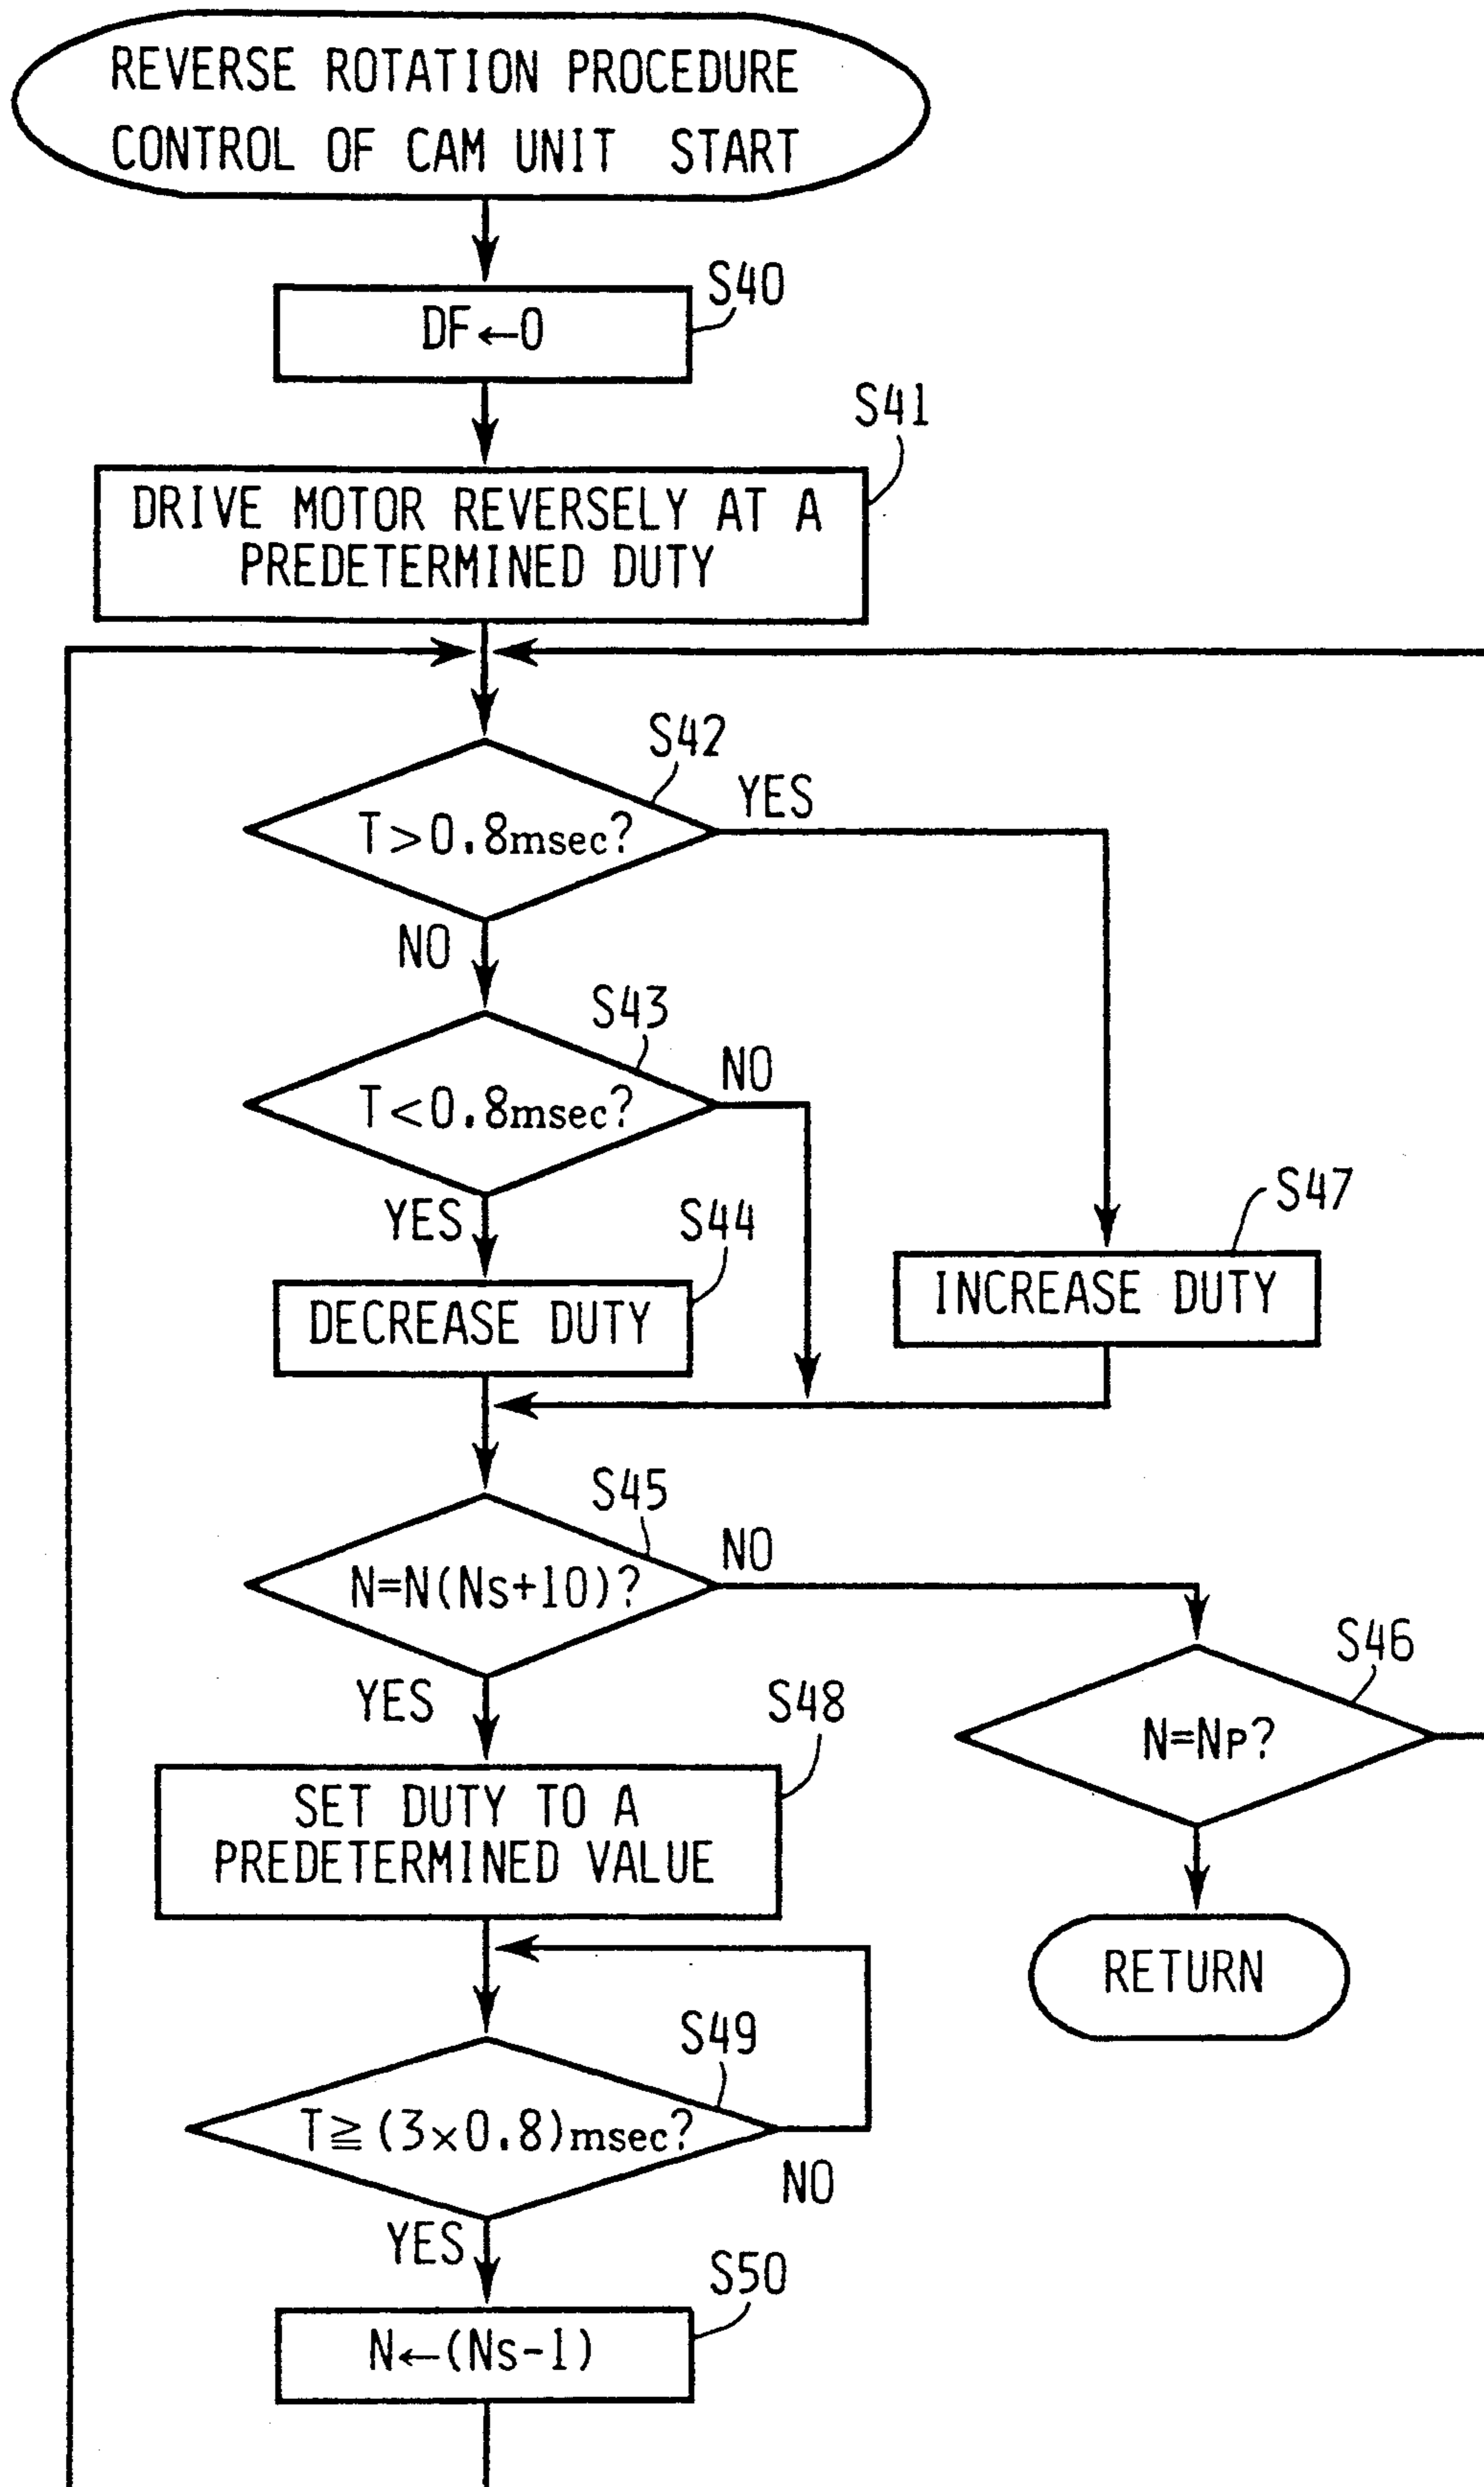 REVERSE ROTATION PROCEDURE
CONTROL OF CAM UNIT START
S40
DF←0
S41
DRIVE MOTOR REVERSELY AT A
PREDETERMINED DUTY
S42
T>0.8msec?
YES
NO
S43
T<0.8msec?
NO
YES
S44
DECREASE DUTY
S47
INCREASE DUTY
S45
N=N(Ns+10)?
NO
YES
S46
N=NP?
S48
SET DUTY TO A
PREDETERMINED VALUE
RETURN
S49
T≧(3×0.8)msec?
NO
YES
S50
N←(Ns-1)